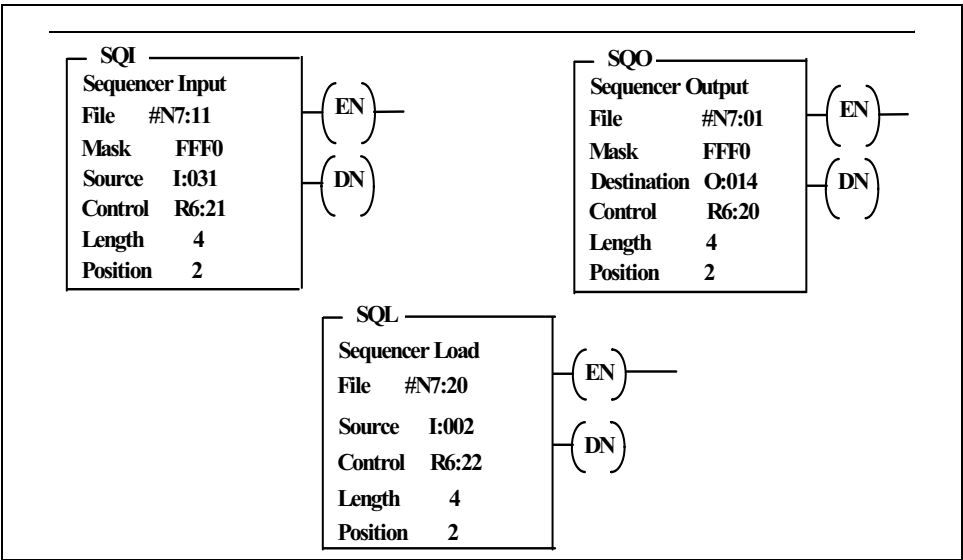 SQI
Sequencer Input
File #N7:11
Mask FFF0
Source I:031
Control R6:21
Length 4
Position 2
EN
DN
SQO
Sequencer Output
File #N7:01
Mask FFF0
Destination O:014
Control R6:20
Length 4
Position 2
EN
DN
SQL
Sequencer Load
File #N7:20
Source I:002
Control R6:22
Length 4
Position 2
EN
DN